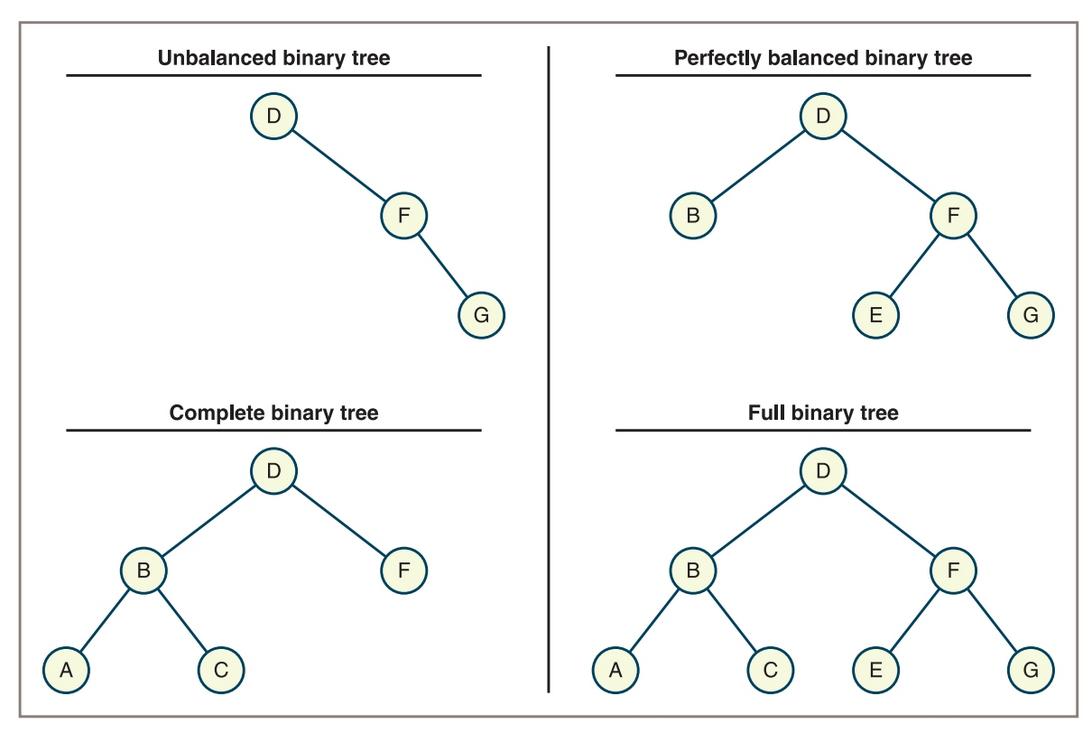 Unbalanced binary tree
D
F
G
Perfectly balanced binary tree
D
B
F
E
G
Complete binary tree
D
B
F
A
C
Full binary tree
D
B
F
A
C
E
G